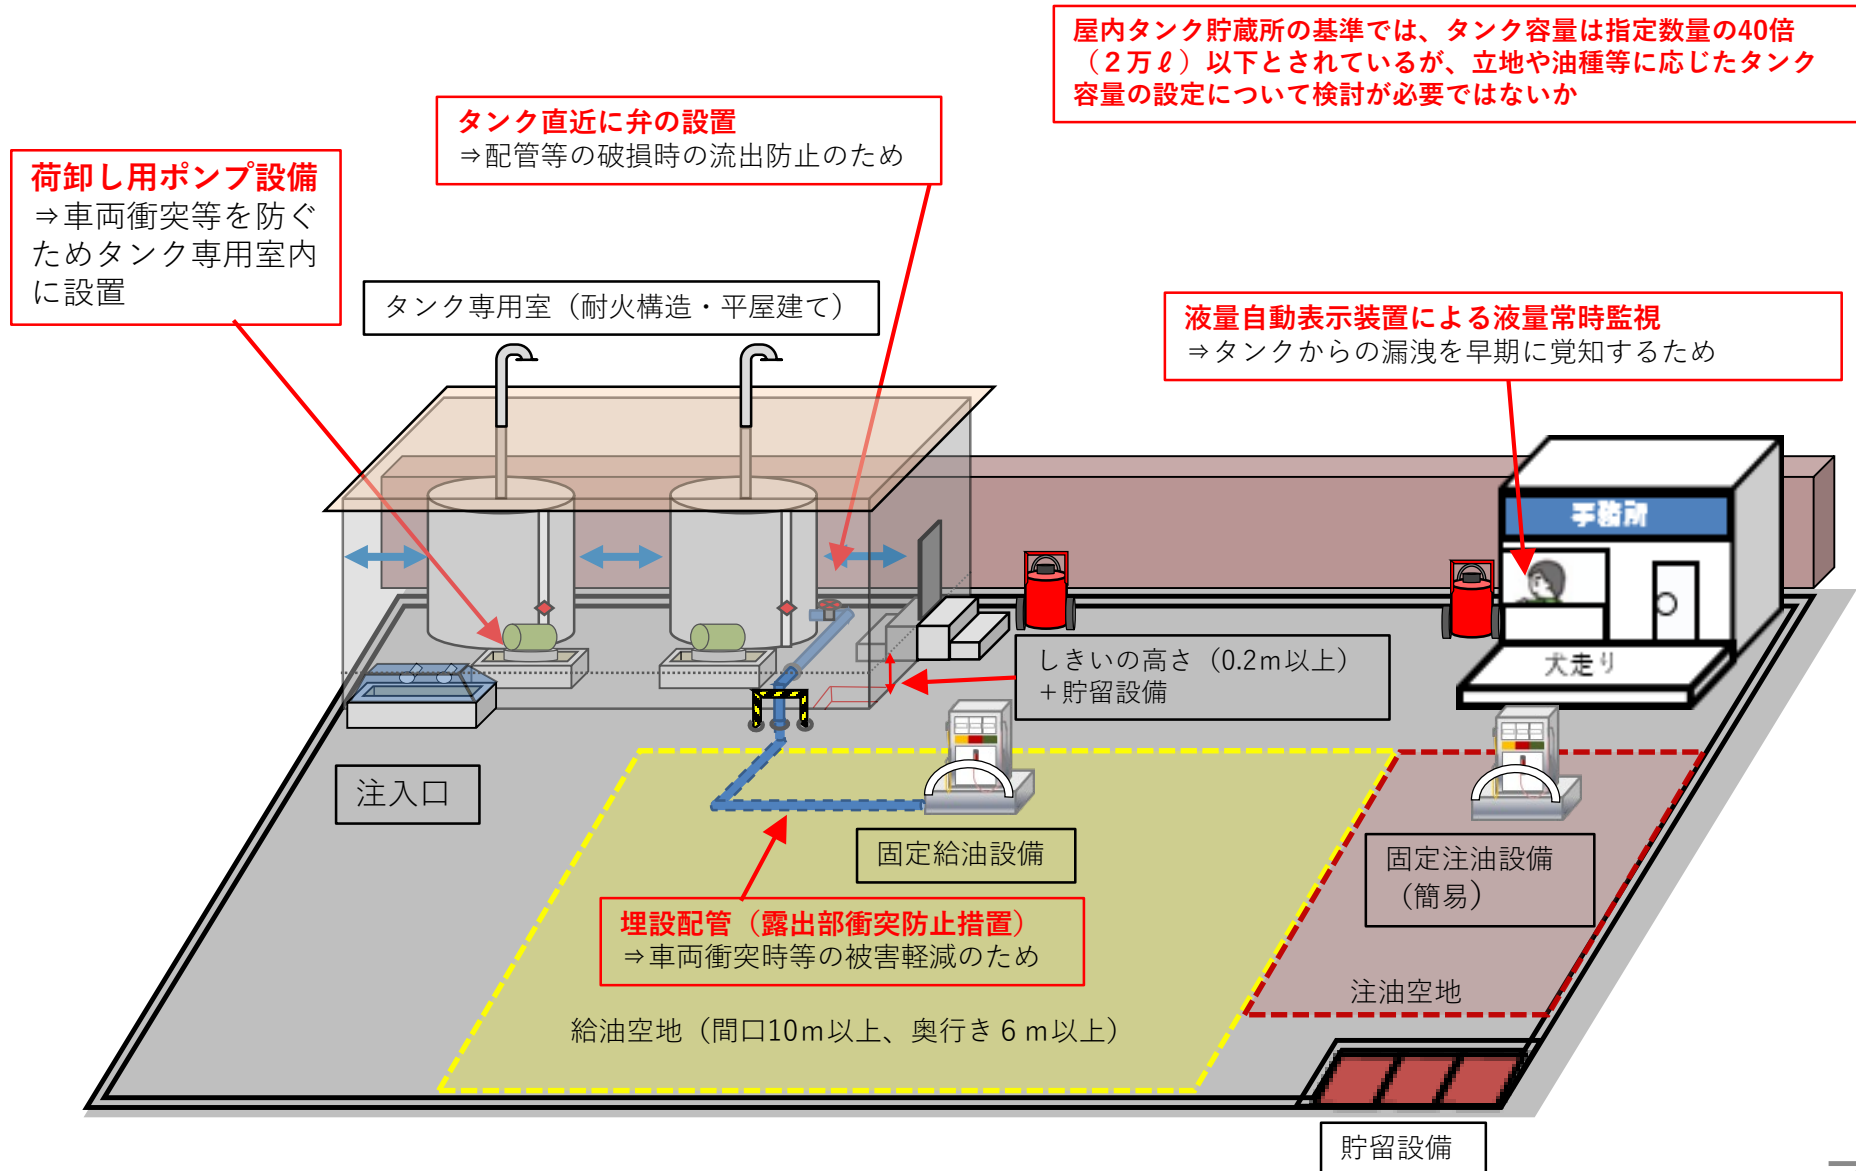 屋内タンク貯蔵所の基準では、タンク容量は指定数量の40倍
（２万ℓ）以下とされているが、立地や油種等に応じたタンク
容量の設定について検討が必要ではないか
タンク直近に弁の設置
⇒配管等の破損時の流出防止のため
荷卸し用ポンプ設備
⇒車両衝突等を防ぐ
ためタンク専用室内
に設置
タンク専用室（耐火構造・平屋建て）
液量自動表示装置による液量常時監視
⇒タンクからの漏洩を早期に覚知するため
事務所
犬走り
しきいの高さ（0.2ｍ以上）
＋貯留設備
注入口
固定給油設備
固定注油設備
（簡易）
埋設配管（露出部衝突防止措置）
⇒車両衝突時等の被害軽減のため
注油空地
給油空地（間口10ｍ以上、奥行き６ｍ以上）
貯留設備